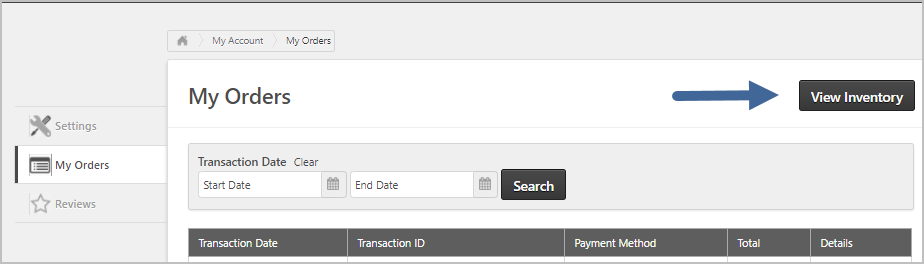 My Account My Orders
My Orders
View Inventory
Settings
My Orders
Reviews
Transaction Date Clear
Start Date End Date Search
Transaction Date Transaction ID Payment Method Total Details